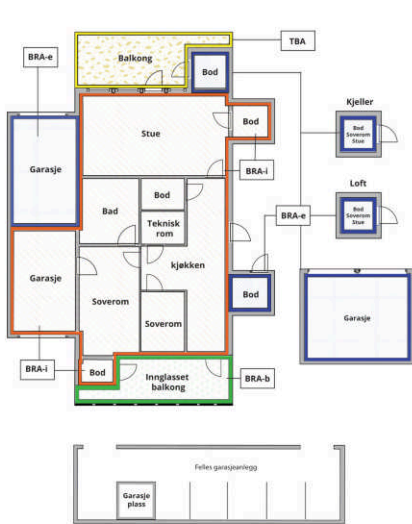 TBA
Balkong
BRA-e
Bod
Kjeller
Stue
Bod
Bod
Soverom
Stue
Garasje
BRA-i
Loft
Bad
Bod
BRA-e
Bod
Soverom
Stue
Teknisk
rom
Garasje
kjøkken
Soverom
Bod
Garasje
Soverom
BRA-i
Bod
Innglasset
balkong
BRA-b
Felles garasjeanlegg
Garasje
plass